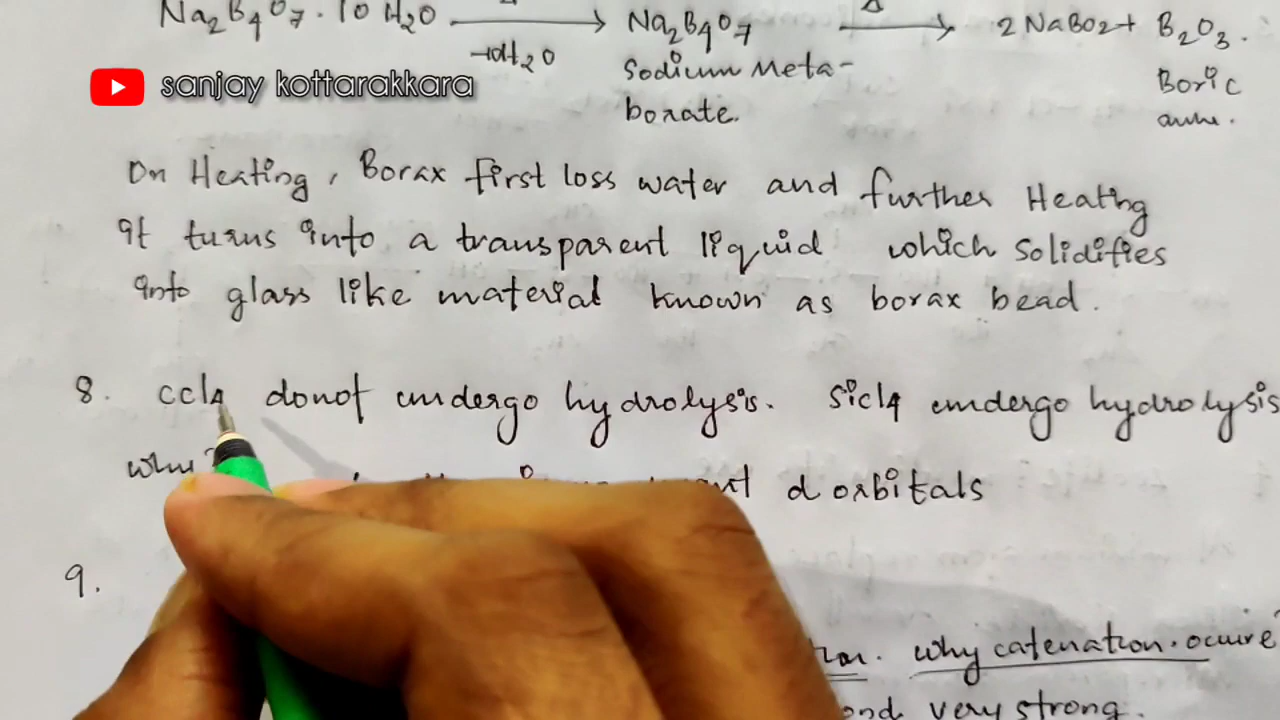 Na2B4O7 . 10 H2O → Na2B4O7 → 2 NaBO2 + B2O3.
Δ
-10H2O
Sodium Meta-
borate.
Boric
sanjay kottarakkara
On Heating, Borax first loss water and further Heating
it turns into a transparent liquid which Solidifies
into glass like material known as borax bead.
8. CCl4 donot undergo hydrolysis. SiCl4 undergo hydrolysis
why?
d orbitals
9.
why catenation.
very strong.